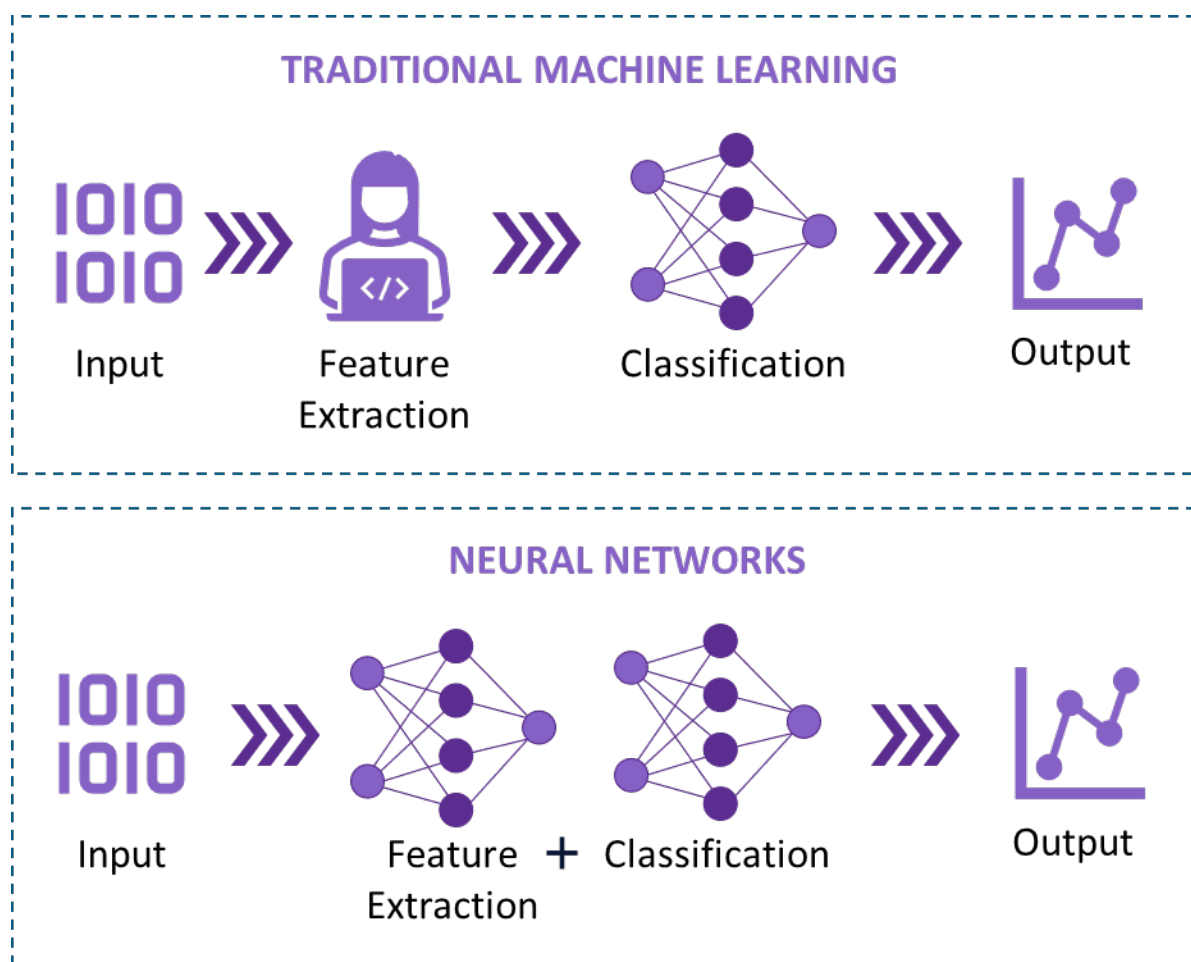 TRADITIONAL MACHINE LEARNING
1010
1010
</>
Input
Feature
Extraction
Classification
Output
NEURAL NETWORKS
1010
1010
Input
Feature + Classification
Extraction
Output